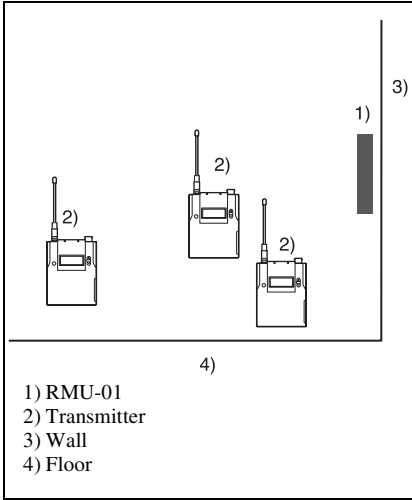 3)
1)
2)
2)
2)
4)
1) RMU-01
2) Transmitter
3) Wall
4) Floor